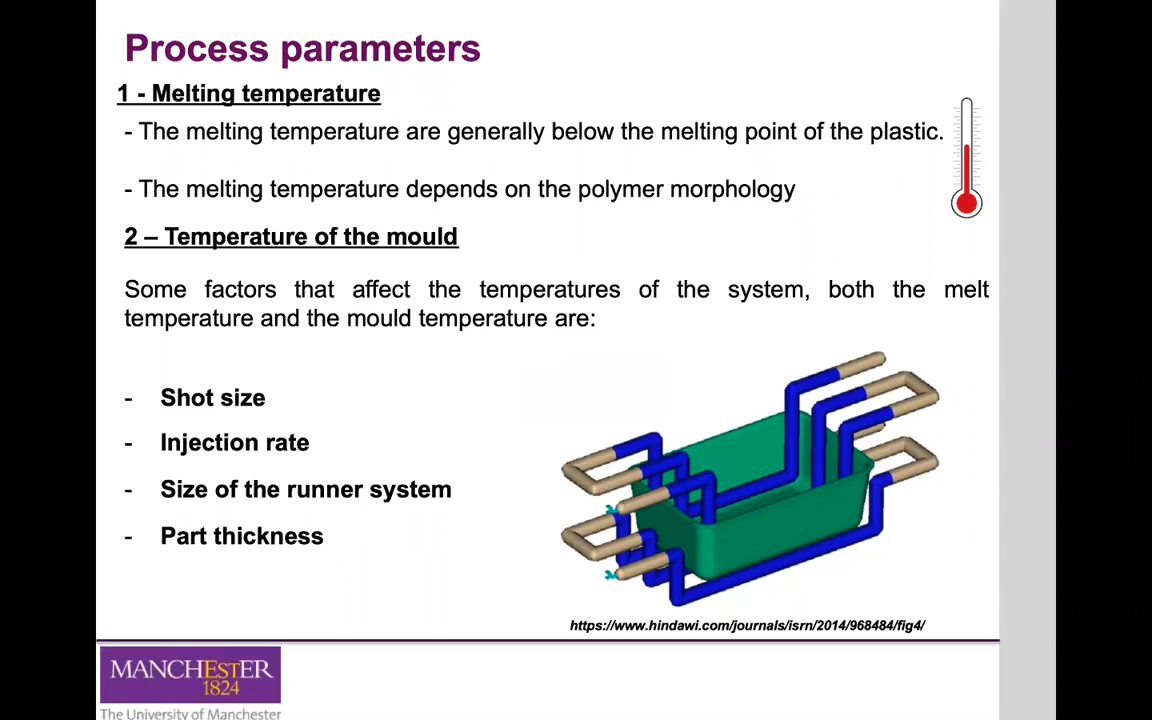 Process parameters
1 - Melting temperature
- The melting temperature are generally below the melting point of the plastic.
- The melting temperature depends on the polymer morphology
2 – Temperature of the mould
Some factors that affect the temperatures of the system, both the melt
temperature and the mould temperature are:
- Shot size
- Injection rate
- Size of the runner system
- Part thickness
https://www.hindawi.com/journals/isrn/2014/968484/fig4/
MANCHESTER
1824
The University of Manchester